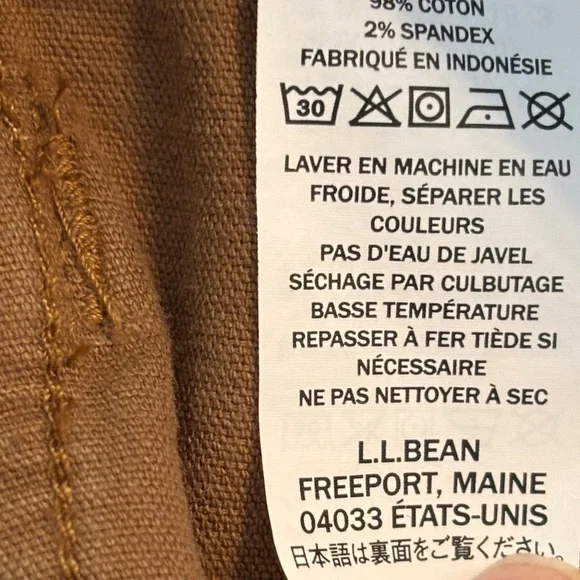 98% COTON
2% SPANDEX
FABRIQUÉ EN INDONÉSIE
30
LAVER EN MACHINE EN EAU
FROIDE, SÉPARER LES
COULEURS
PAS D'EAU DE JAVEL
SÉCHAGE PAR CULBUTAGE
BASSE TEMPÉRATURE
REPASSER À FER TIÈDE SI
NÉCESSAIRE
NE PAS NETTOYER À SEC
L.L.BEAN
FREEPORT, MAINE
04033 ÉTATS-UNIS
日本語は裏面をご覧ください。